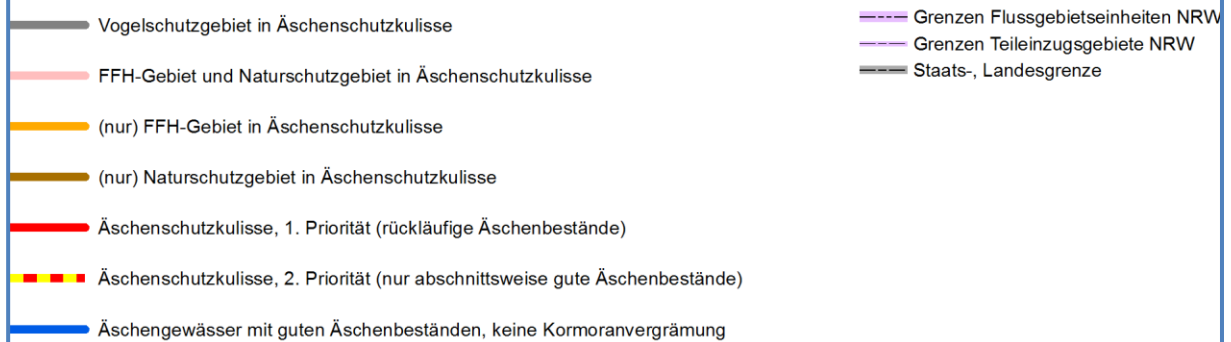 Vogelschutzgebiet in Äschenschutzkulisse
FFH-Gebiet und Naturschutzgebiet in Äschenschutzkulisse
(nur) FFH-Gebiet in Äschenschutzkulisse
(nur) Naturschutzgebiet in Äschenschutzkulisse
Äschenschutzkulisse, 1. Priorität (rückläufige Äschenbestände)
Äschenschutzkulisse, 2. Priorität (nur abschnittsweise gute Äschenbestände)
Äschengewässer mit guten Äschenbeständen, keine Kormoranvergrämung
Grenzen Flussgebietseinheiten NRW
Grenzen Teileinzugsgebiete NRW
Staats-, Landesgrenze